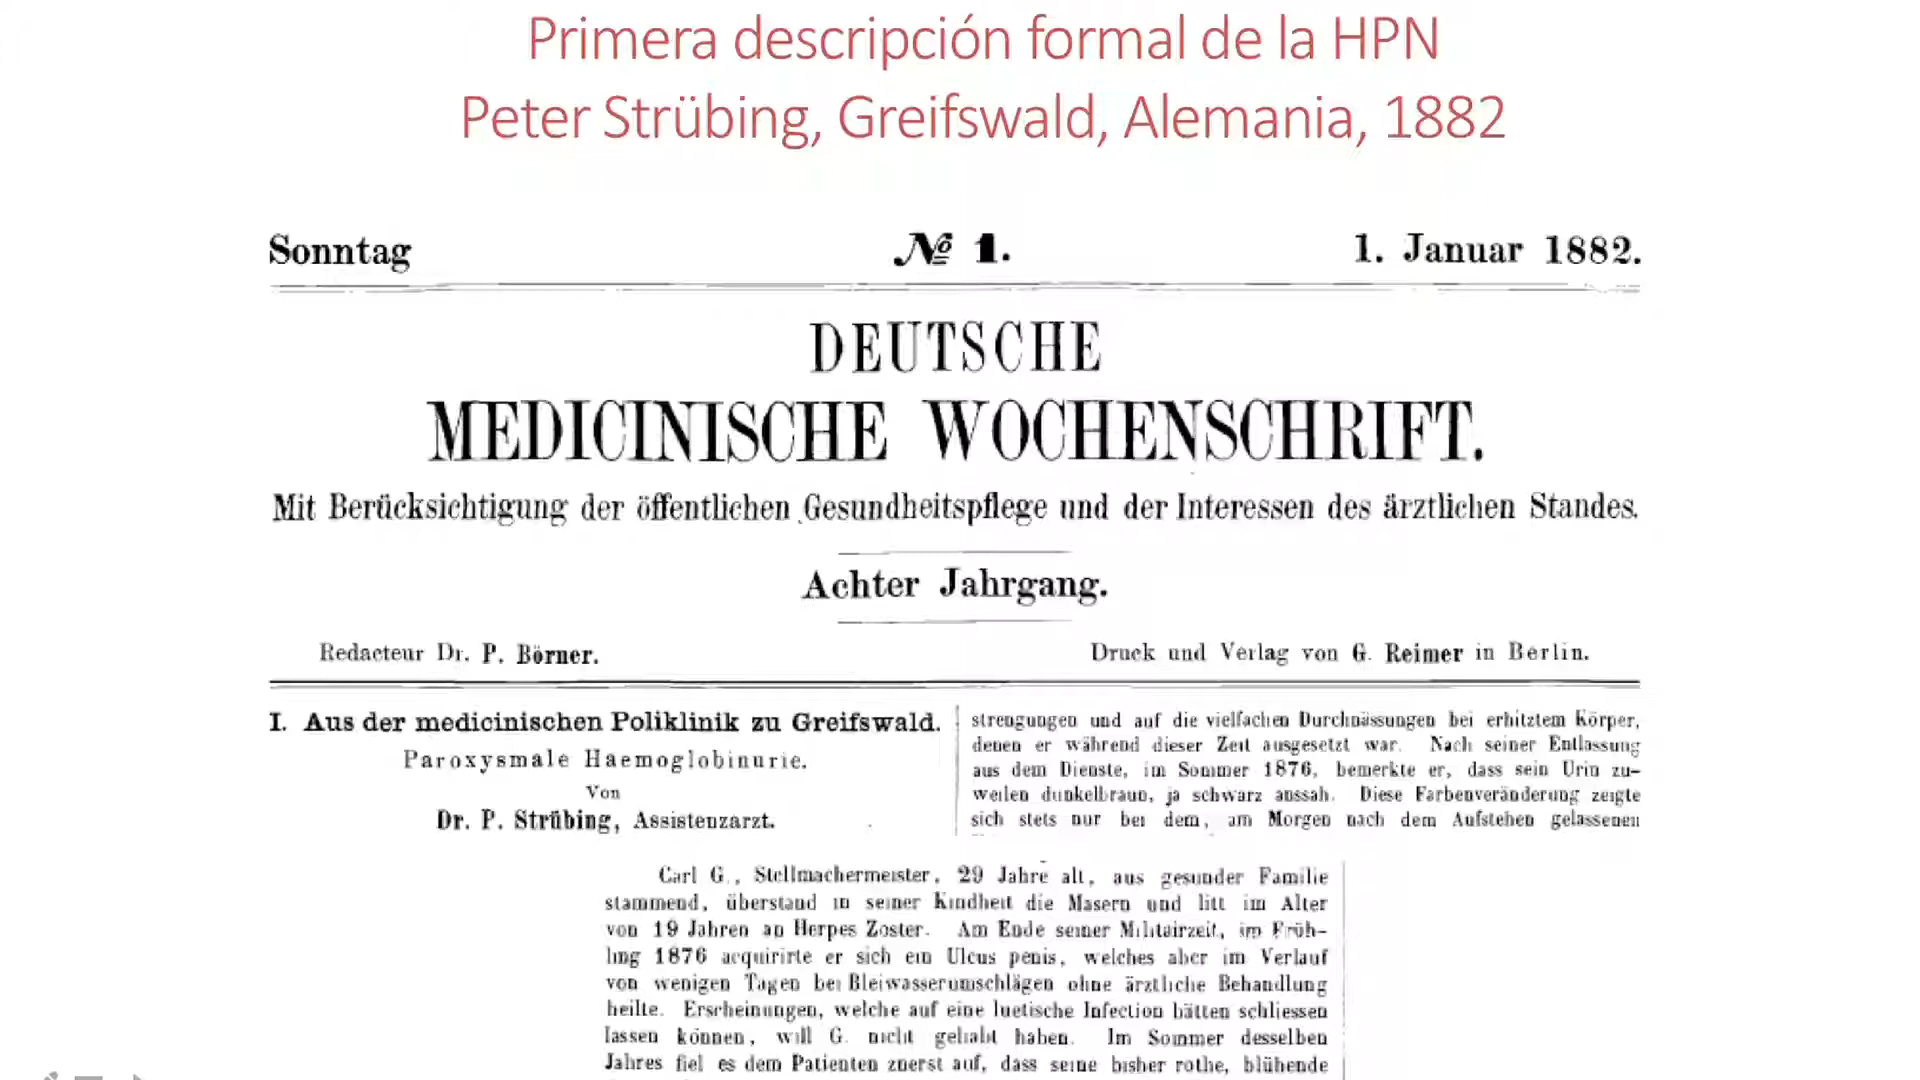 Primera descripción formal de la HPN
Peter Strübing, Greifswald, Alemania, 1882
Sonntag № 1. 1. Januar 1882.
DEUTSCHE
MEDICINISCHE WOCHENSCHRIFT.
Mit Berücksichtigung der öffentlichen Gesundheitspflege und der Interessen des ärztlichen Standes.
Achter Jahrgang.
Redacteur Dr. P. Börner. Druck und Verlag von G. Reimer in Berlin.
I. Aus der medicinischen Poliklinik zu Greifswald.
Paroxysmale Haemoglobinurie.
Von
Dr. P. Strübing, Assistenzarzt.
strengungen und auf die vielfachen Durchnässungen bei erhitztem Körper,
denen er während dieser Zeit ausgesetzt war. Nach seiner Entlassung
aus dem Dienste, im Sommer 1876, bemerkte er, dass sein Urin zu-
weilen dunkelbraun, ja schwarz aussah. Diese Farbenveränderung zeigte
sich stets nur bei dem, am Morgen nach dem Aufstehen gelassenen
Carl G., Stellmachermeister, 29 Jahre alt, aus gesunder Familie
stammend, überstand in seiner Kindheit die Masern und litt im Alter
von 19 Jahren an Herpes Zoster. Am Ende seiner Militairzeit, im Früh-
ling 1876 acquirirte er sich ein Ulcus penis, welches aber im Verlauf
von wenigen Tagen bei Bleiwasserumschlägen ohne ärztliche Behandlung
heilte. Erscheinungen, welche auf eine luetische Infection hätten schliessen
lassen können, will G. nicht gehabt haben. Im Sommer desselben
Jahres fiel es dem Patienten zuerst auf, dass seine bisher rothe, blühende